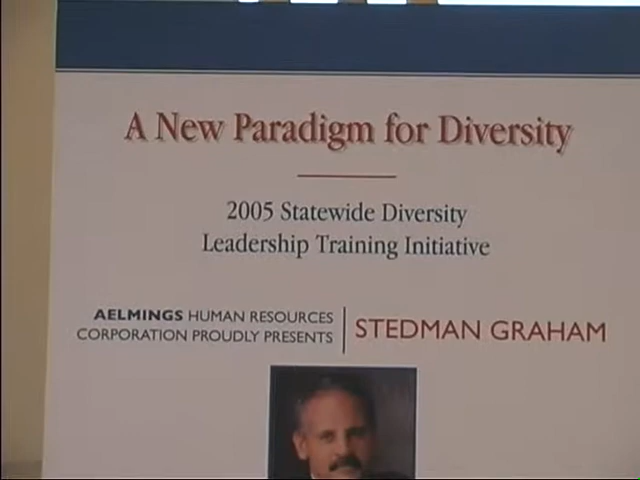 A New Paradigm for Diversity
2005 Statewide Diversity
Leadership Training Initiative
AELMINGS HUMAN RESOURCES
CORPORATION PROUDLY PRESENTS
STEDMAN GRAHAM